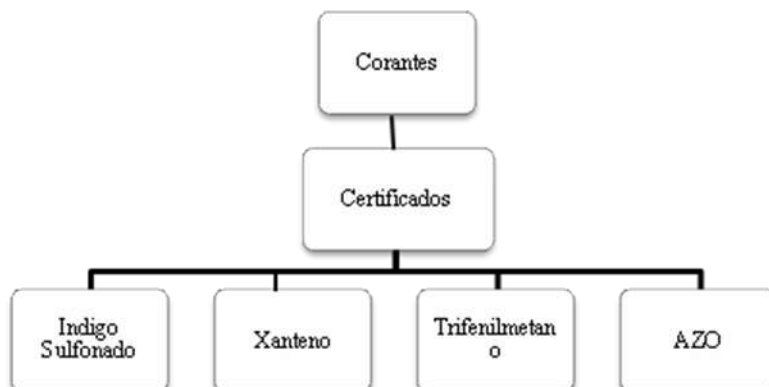 Corantes
Certificados
Indigo
Sulfonado
Xanteno
Trifenilmetan
o
AZO